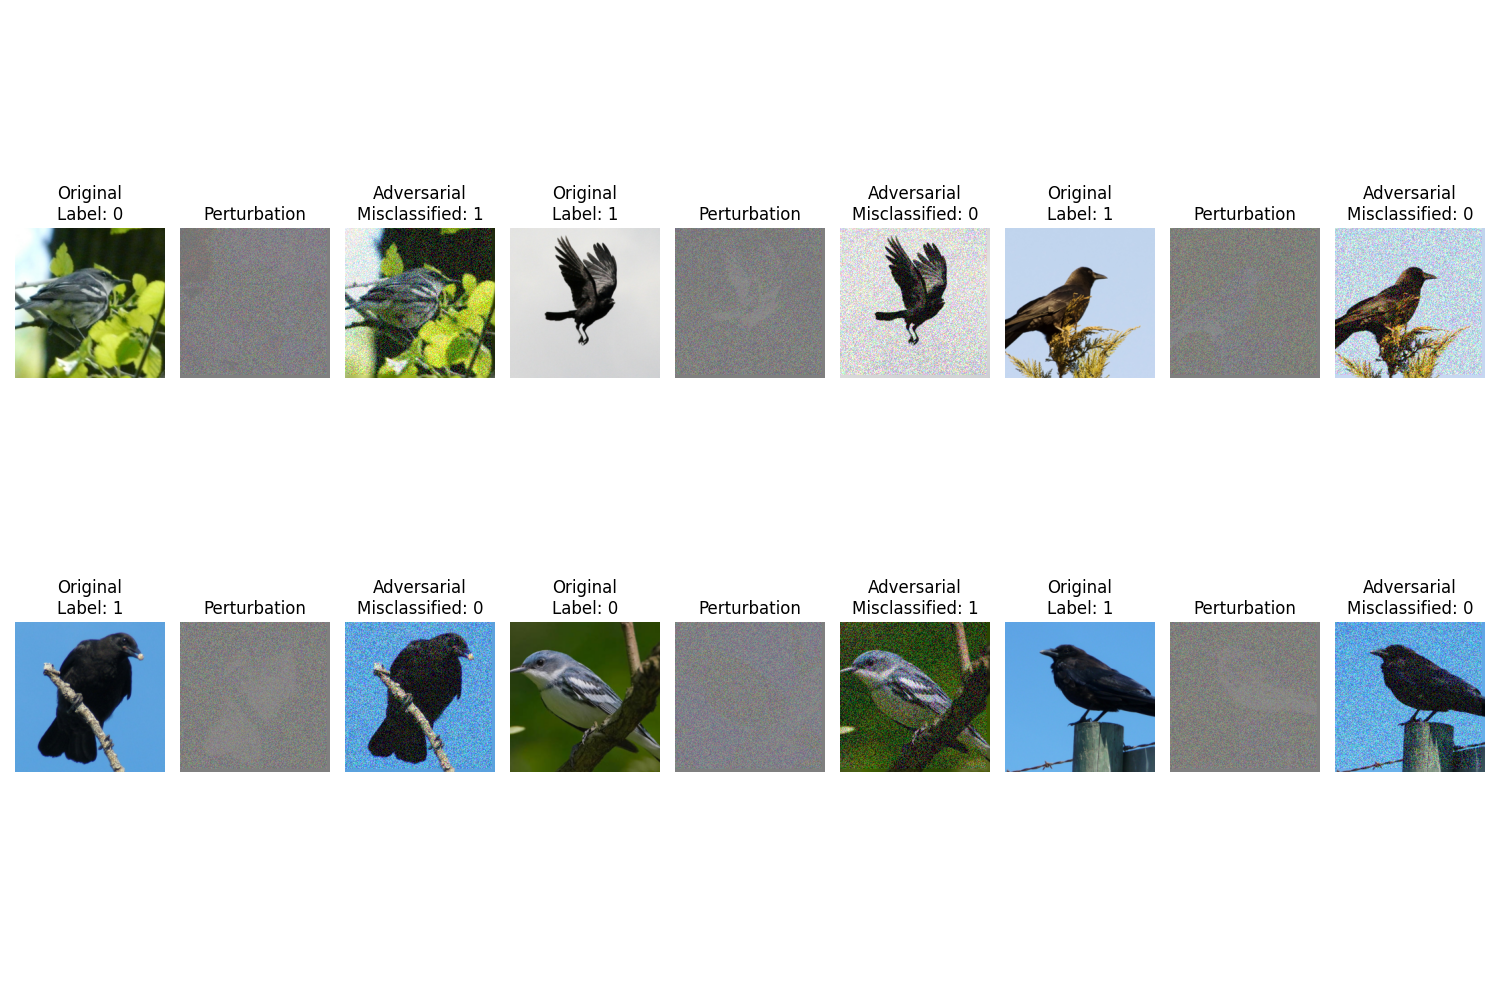 Original
Label: 0
Perturbation
Adversarial
Misclassified: 1
Original
Label: 1
Perturbation
Adversarial
Misclassified: 0
Original
Label: 1
Perturbation
Adversarial
Misclassified: 0
Original
Label: 1
Perturbation
Adversarial
Misclassified: 0
Original
Label: 0
Perturbation
Adversarial
Misclassified: 1
Original
Label: 1
Perturbation
Adversarial
Misclassified: 0